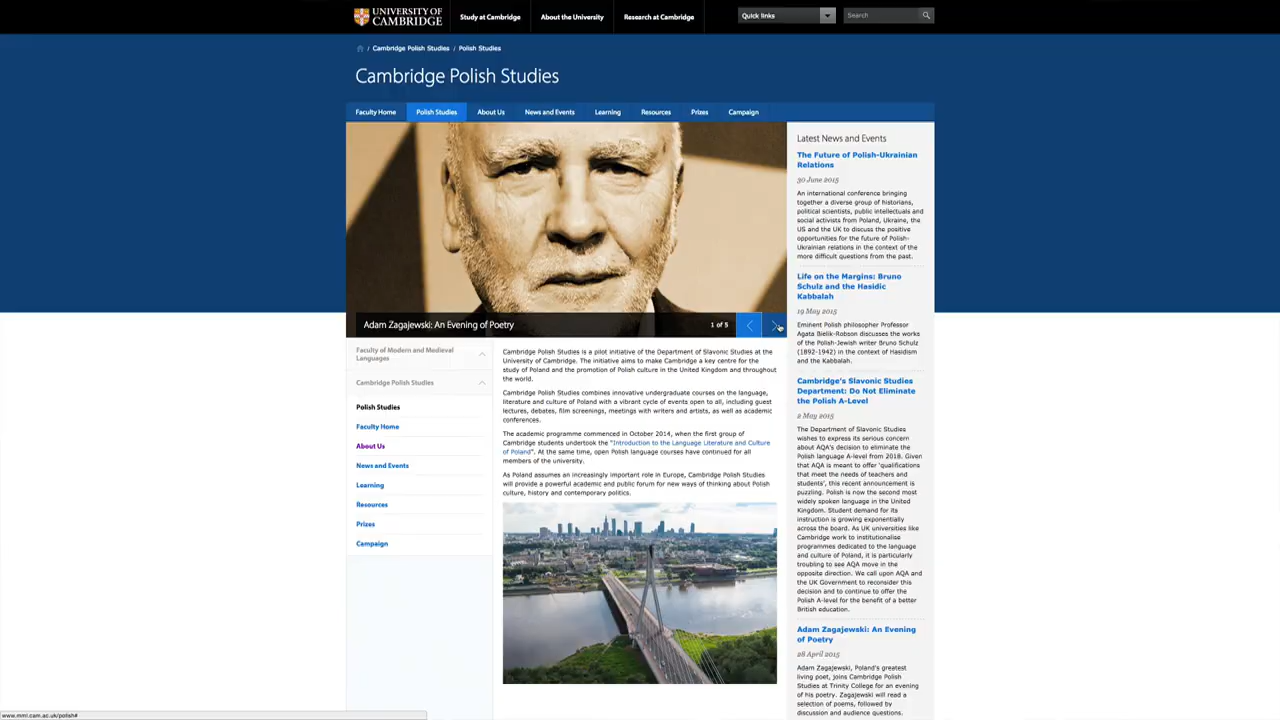 UNIVERSITY OF
CAMBRIDGE
Study at Cambridge
About the University
Research at Cambridge
Quick links
Search
/ Cambridge Polish Studies / Polish Studies
Cambridge Polish Studies
Faculty Home
Polish Studies
About Us
News and Events
Learning
Resources
Prizes
Campaign
Adam Zagajewski: An Evening of Poetry
1 of 5
Faculty of Modern and Medieval
Languages
Cambridge Polish Studies
Polish Studies
Faculty Home
About Us
News and Events
Learning
Resources
Prizes
Campaign
Cambridge Polish Studies is a pilot initiative of the Department of Slavonic Studies at the
University of Cambridge. The initiative aims to make Cambridge a key centre for the
study of Poland and the promotion of Polish culture in the United Kingdom and throughout
the world.
Cambridge Polish Studies combines innovative undergraduate courses on the language,
literature and culture of Poland with a vibrant cycle of events open to all, including guest
lectures, debates, film screenings, meetings with writers and artists, as well as academic
conferences.
The academic programme commenced in October 2014, when the first group of
Cambridge students undertook the "Introduction to the Language Literature and Culture
of Poland". At the same time, open Polish language courses have continued for all
members of the university.
As Poland assumes an increasingly important role in Europe, Cambridge Polish Studies
will provide a powerful academic and public forum for new ways of thinking about Polish
culture, history and contemporary politics.
Latest News and Events
The Future of Polish-Ukrainian
Relations
30 June 2015
An international conference bringing
together a diverse group of historians,
political scientists, public intellectuals and
social activists from Poland, Ukraine, the
US and the UK to discuss the positive
opportunities for the future of Polish-
Ukrainian relations in the context of the
more difficult questions from the past.
Life on the Margins: Bruno
Schulz and the Hasidic
Kabbalah
19 May 2015
Eminent Polish philosopher Professor
Agata Bielik-Robson discusses the works
of the Polish-Jewish writer Bruno Schulz
(1892-1942) in the context of Hasidism
and the Kabbalah.
Cambridge's Slavonic Studies
Department: Do Not Eliminate
the Polish A-Level
2 May 2015
The Department of Slavonic Studies
wishes to express its serious concern
about AQA's decision to eliminate the
Polish language A-level from 2018. Given
that AQA is meant to offer 'qualifications
that meet the needs of teachers and
students', this recent announcement is
puzzling. Polish is now the second most
widely spoken language in the United
Kingdom. Student demand for its
instruction is growing exponentially
across the board. As UK universities like
Cambridge work to institutionalise
programmes dedicated to the language
and culture of Poland, it is particularly
troubling to see AQA move in the
opposite direction. We call upon AQA and
the UK Government to reconsider this
decision and to continue to offer the
Polish A-level for the benefit of a better
British education.
Adam Zagajewski: An Evening
of Poetry
28 April 2015
Adam Zagajewski, Poland's greatest
living poet, joins Cambridge Polish
Studies at Trinity College for an evening
of his poetry. Zagajewski will read a
selection of poems, followed by
discussion and audience questions.
www.mml.cam.ac.uk/polish#